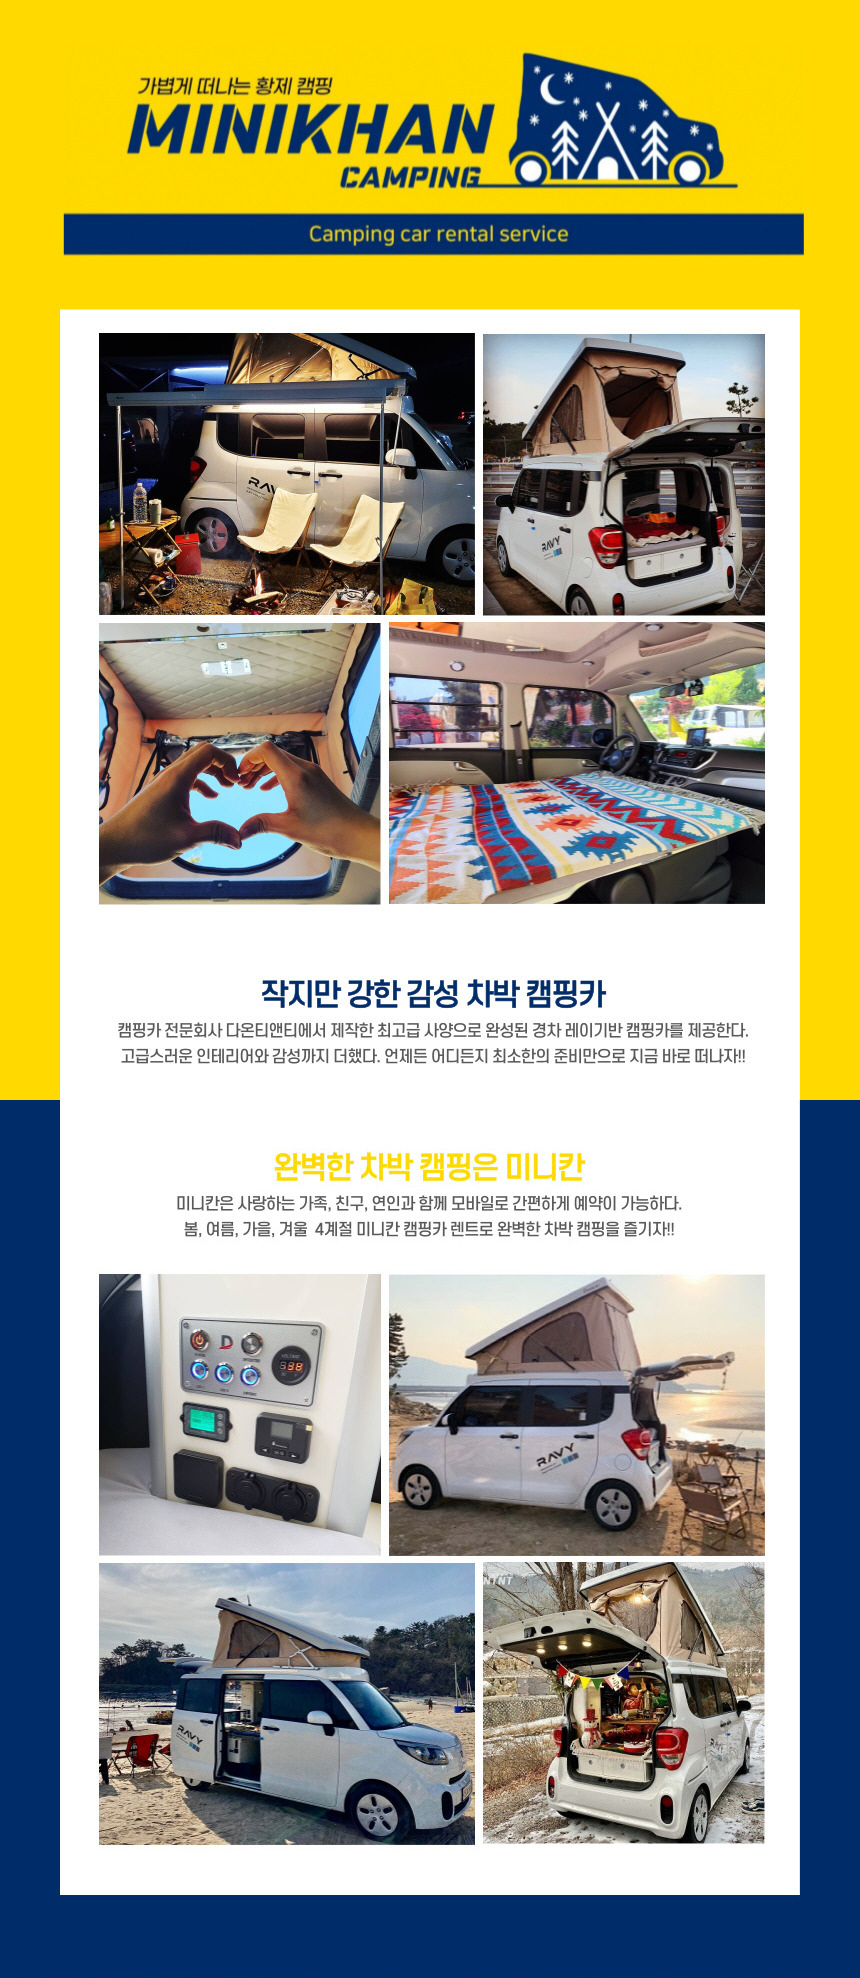 가볍게 떠나는 황제 캠핑
MINIKHAN
CAMPING
Camping car rental service
RAVY
RAVY
작지만 강한 감성 차박 캠핑카
캠핑카 전문회사 다온티앤티에서 제작한 최고급 사양으로 완성된 경차 레이기반 캠핑카를 제공한다.
고급스러운 인테리어와 감성까지 더했다. 언제든 어디든지 최소한의 준비만으로 지금 바로 떠나자!!
완벽한 차박 캠핑은 미니칸
미니칸은 사랑하는 가족, 친구, 연인과 함께 모바일로 간편하게 예약이 가능하다.
봄, 여름, 가을, 겨울 4계절 미니칸 캠핑카 렌트로 완벽한 차박 캠핑을 즐기자!!
D
RAVY
RAVY
RAVY